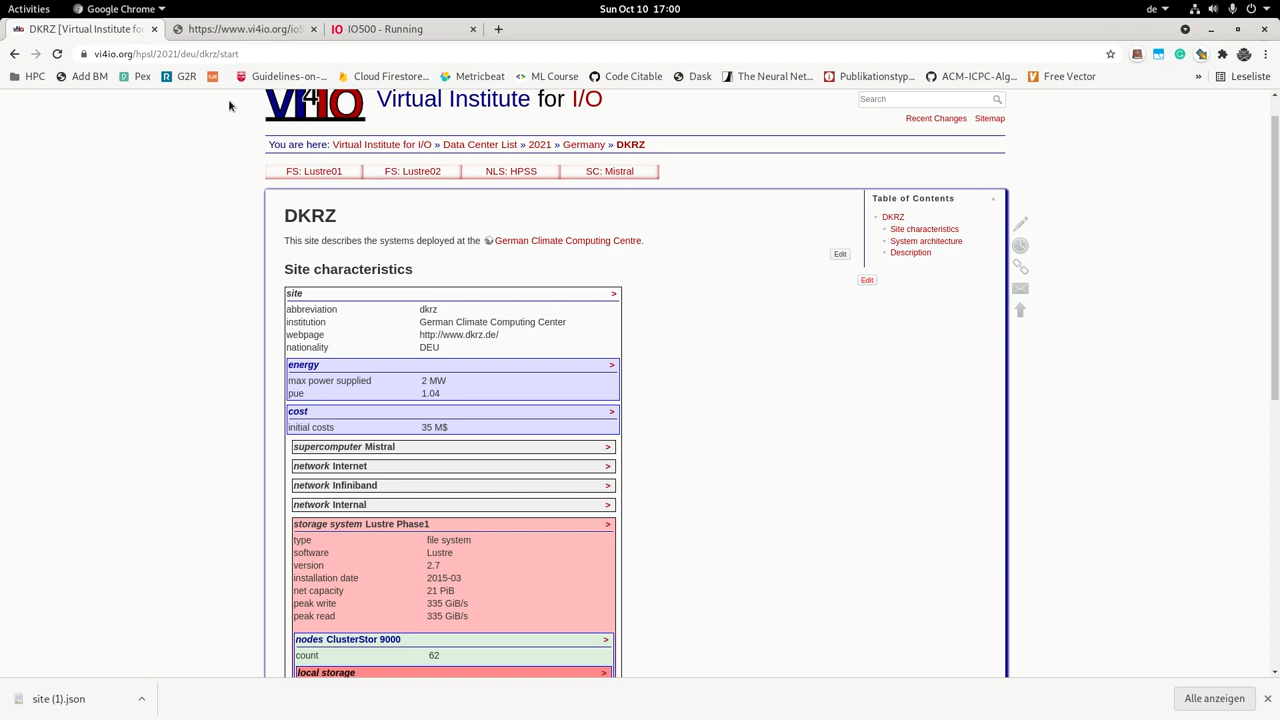 Activities Google Chrome Sun Oct 10 17:00 de
DKRZ [Virtual Institute for https://www.vi4io.org/io5 IO500 - Running
vi4io.org/hpsl/2021/deu/dkrz/start
HPC Add BM Pex G2R Guidelines-on-... Cloud Firestore... Metricbeat ML Course Code Citable Dask The Neural Net... Publikationstyp... ACM-ICPC-Alg... Free Vector » Leseliste
VI4IO Virtual Institute for I/O
Search
Recent Changes Sitemap
You are here: Virtual Institute for I/O » Data Center List » 2021 » Germany » DKRZ
FS: Lustre01 FS: Lustre02 NLS: HPSS SC: Mistral
Table of Contents
DKRZ
Site characteristics
System architecture
Description
DKRZ
This site describes the systems deployed at the German Climate Computing Centre.
Edit
Edit
Site characteristics
site >
abbreviation dkrz
institution German Climate Computing Center
webpage http://www.dkrz.de/
nationality DEU
energy >
max power supplied 2 MW
pue 1.04
cost >
initial costs 35 M$
supercomputer Mistral >
network Internet >
network Infiniband >
network Internal >
storage system Lustre Phase1 >
type file system
software Lustre
version 2.7
installation date 2015-03
net capacity 21 PiB
peak write 335 GiB/s
peak read 335 GiB/s
nodes ClusterStor 9000 >
count 62
local storage >
site (1).json Alle anzeigen